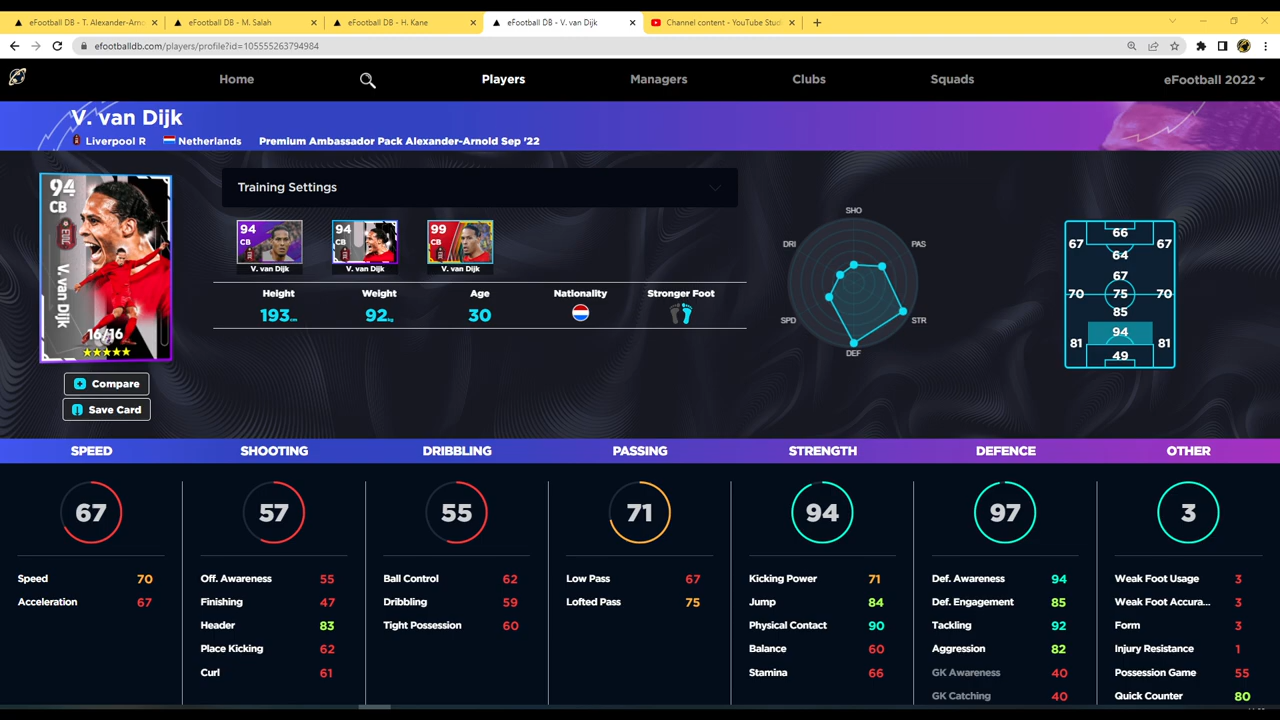 eFootball DB - T. Alexander-Arno
eFootball DB - M. Salah
eFootball DB - H. Kane
eFootball DB - V. van Dijk
Channel content - YouTube Stud
efootballdb.com/players/profile?id=105555263794984
Home
Players
Managers
Clubs
Squads
eFootball 2022
V. van Dijk
Liverpool R
Netherlands
Premium Ambassador Pack Alexander-Arnold Sep '22
94
CB
V. van Dijk
16/16
Compare
Save Card
Training Settings
94
CB
V. van Dijk
94
CB
V. van Dijk
99
CB
V. van Dijk
Height
Weight
Age
Nationality
Stronger Foot
193cm
92kg
30
SHO
DRI
PAS
SPD
STR
DEF
66
67
67
64
67
70
75
70
85
94
81
81
49
SPEED
SHOOTING
DRIBBLING
PASSING
STRENGTH
DEFENCE
OTHER
67
57
55
71
94
97
3
Speed 70
Acceleration 67
Off. Awareness 55
Finishing 47
Header 83
Place Kicking 62
Curl 61
Ball Control 62
Dribbling 59
Tight Possession 60
Low Pass 67
Lofted Pass 75
Kicking Power 71
Jump 84
Physical Contact 90
Balance 60
Stamina 66
Def. Awareness 94
Def. Engagement 85
Tackling 92
Aggression 82
GK Awareness 40
GK Catching 40
Weak Foot Usage 3
Weak Foot Accura... 3
Form 3
Injury Resistance 1
Possession Game 55
Quick Counter 80